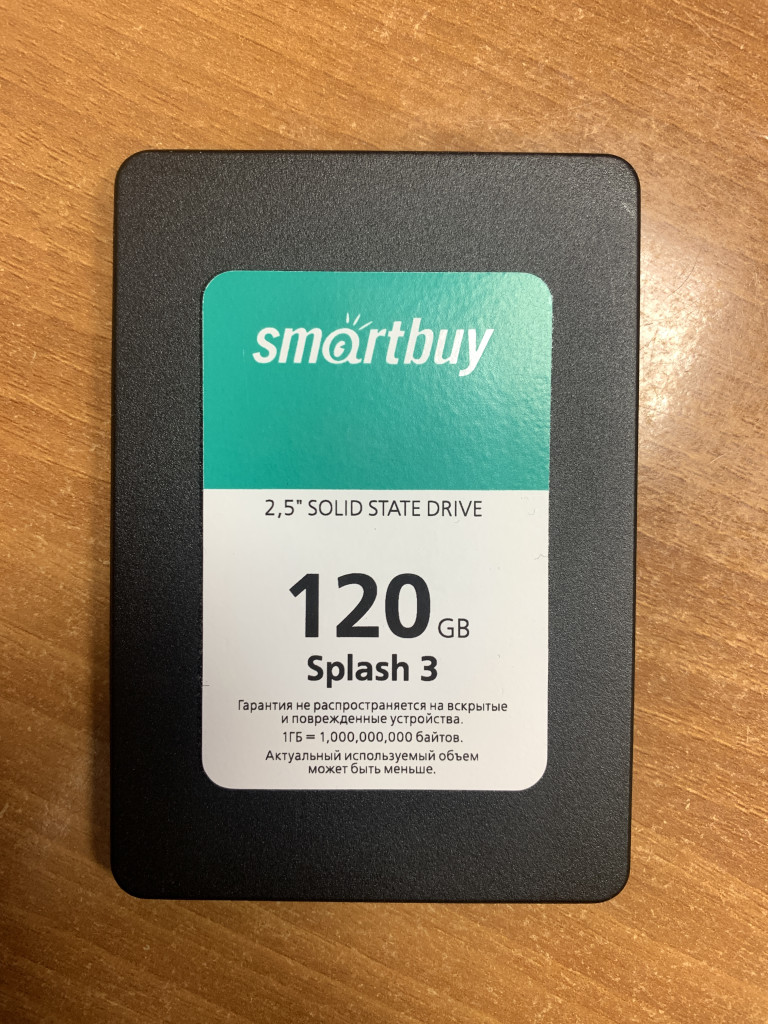 smartbuy
2,5" SOLID STATE DRIVE
120 GB
Splash 3
Гарантия не распространяется на вскрытые
и поврежденные устройства.
1ГБ = 1,000,000,000 байтов.
Актуальный используемый объем
может быть меньше.